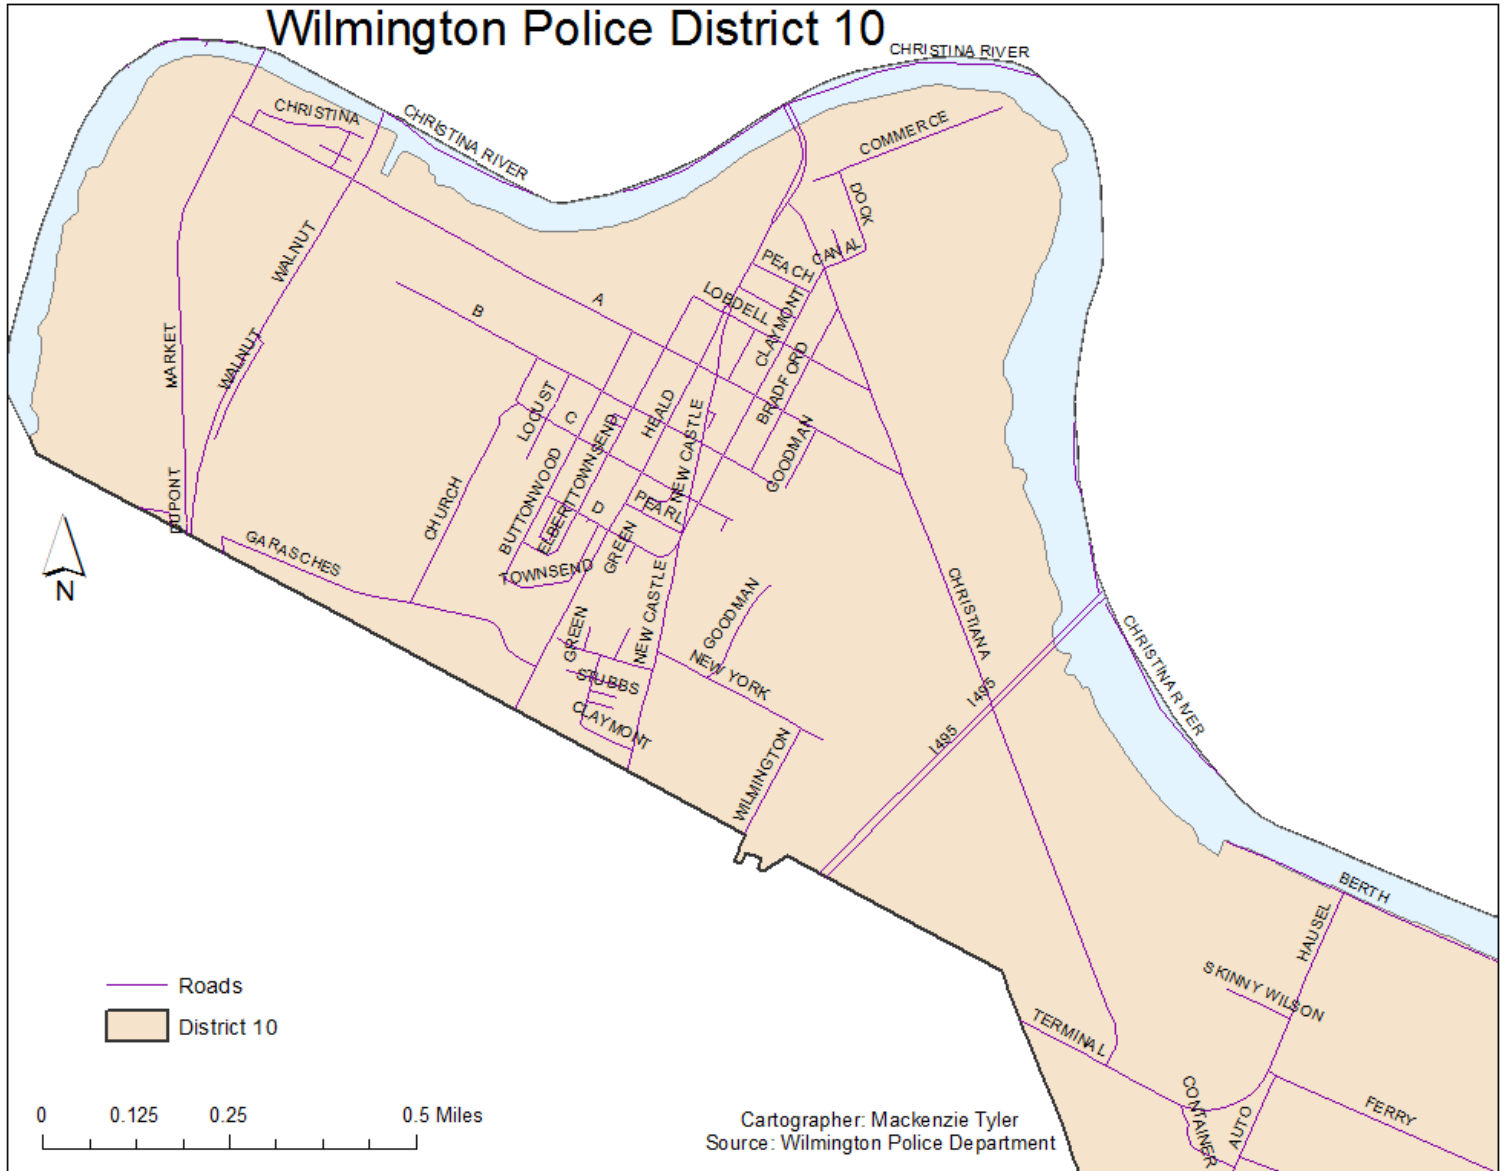 Wilmington Police District 10
CHRISTINA RIVER
CHRISTINA
CHRISTINA RIVER
COMMERCE
DOCK
CANAL
PEACH
WALNUT
LOBDELL
CLAYMONT
A
B
MARKET
WALNUT
BRADFORD
LOCUST
C
HEALD
NEW CASTLE
GOODMAN
BUTTONWOOD
ELBERT
TOWNSEND
CHURCH
DUPONT
D
PEARL
GREEN
GARASCHES
TOWNSEND
NEW CASTLE
GOODMAN
CHRISTIANA
GREEN
NEW YORK
STUBBS
CLAYMONT
I495
I495
WILMINGTON
CHRISTINA RIVER
N
BERTH
HAUSEL
SKINNY WILSON
TERMINAL
CONTAINER
AUTO
FERRY
Roads
District 10
0 0.125 0.25 0.5 Miles
Cartographer: Mackenzie Tyler
Source: Wilmington Police Department